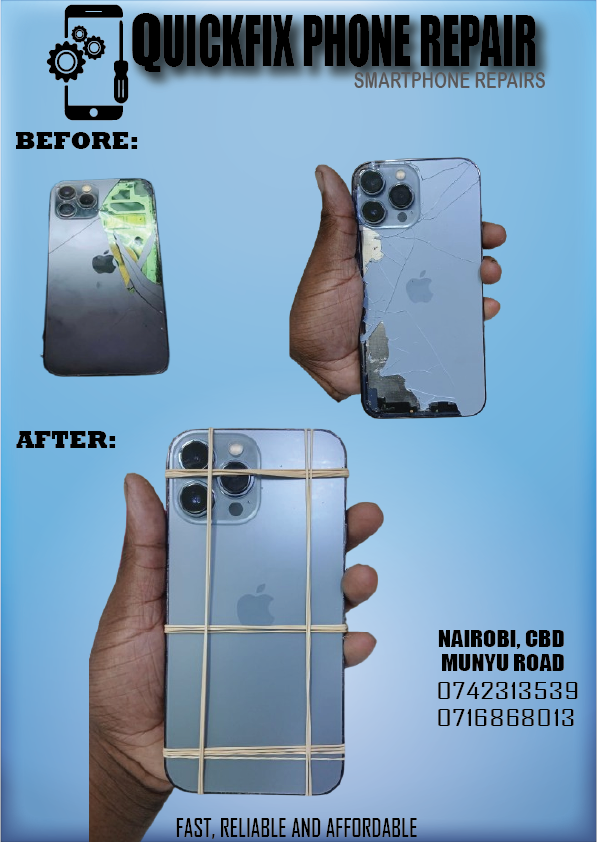 QUICKFIX PHONE REPAIR
SMARTPHONE REPAIRS
BEFORE:
AFTER:
NAIROBI, CBD
MUNYU ROAD
0742313539
0716868013
FAST, RELIABLE AND AFFORDABLE